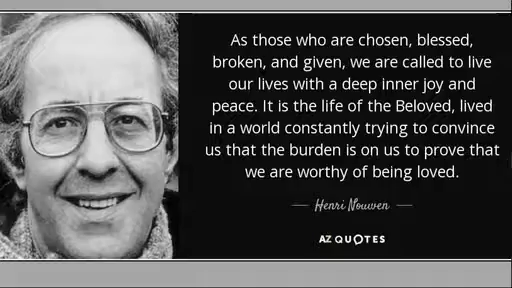 As those who are chosen, blessed,
broken, and given, we are called to live
our lives with a deep inner joy and
peace. It is the life of the Beloved, lived
in a world constantly trying to convince
us that the burden is on us to prove that
we are worthy of being loved.
Henri Nouwen
AZ QUOTES